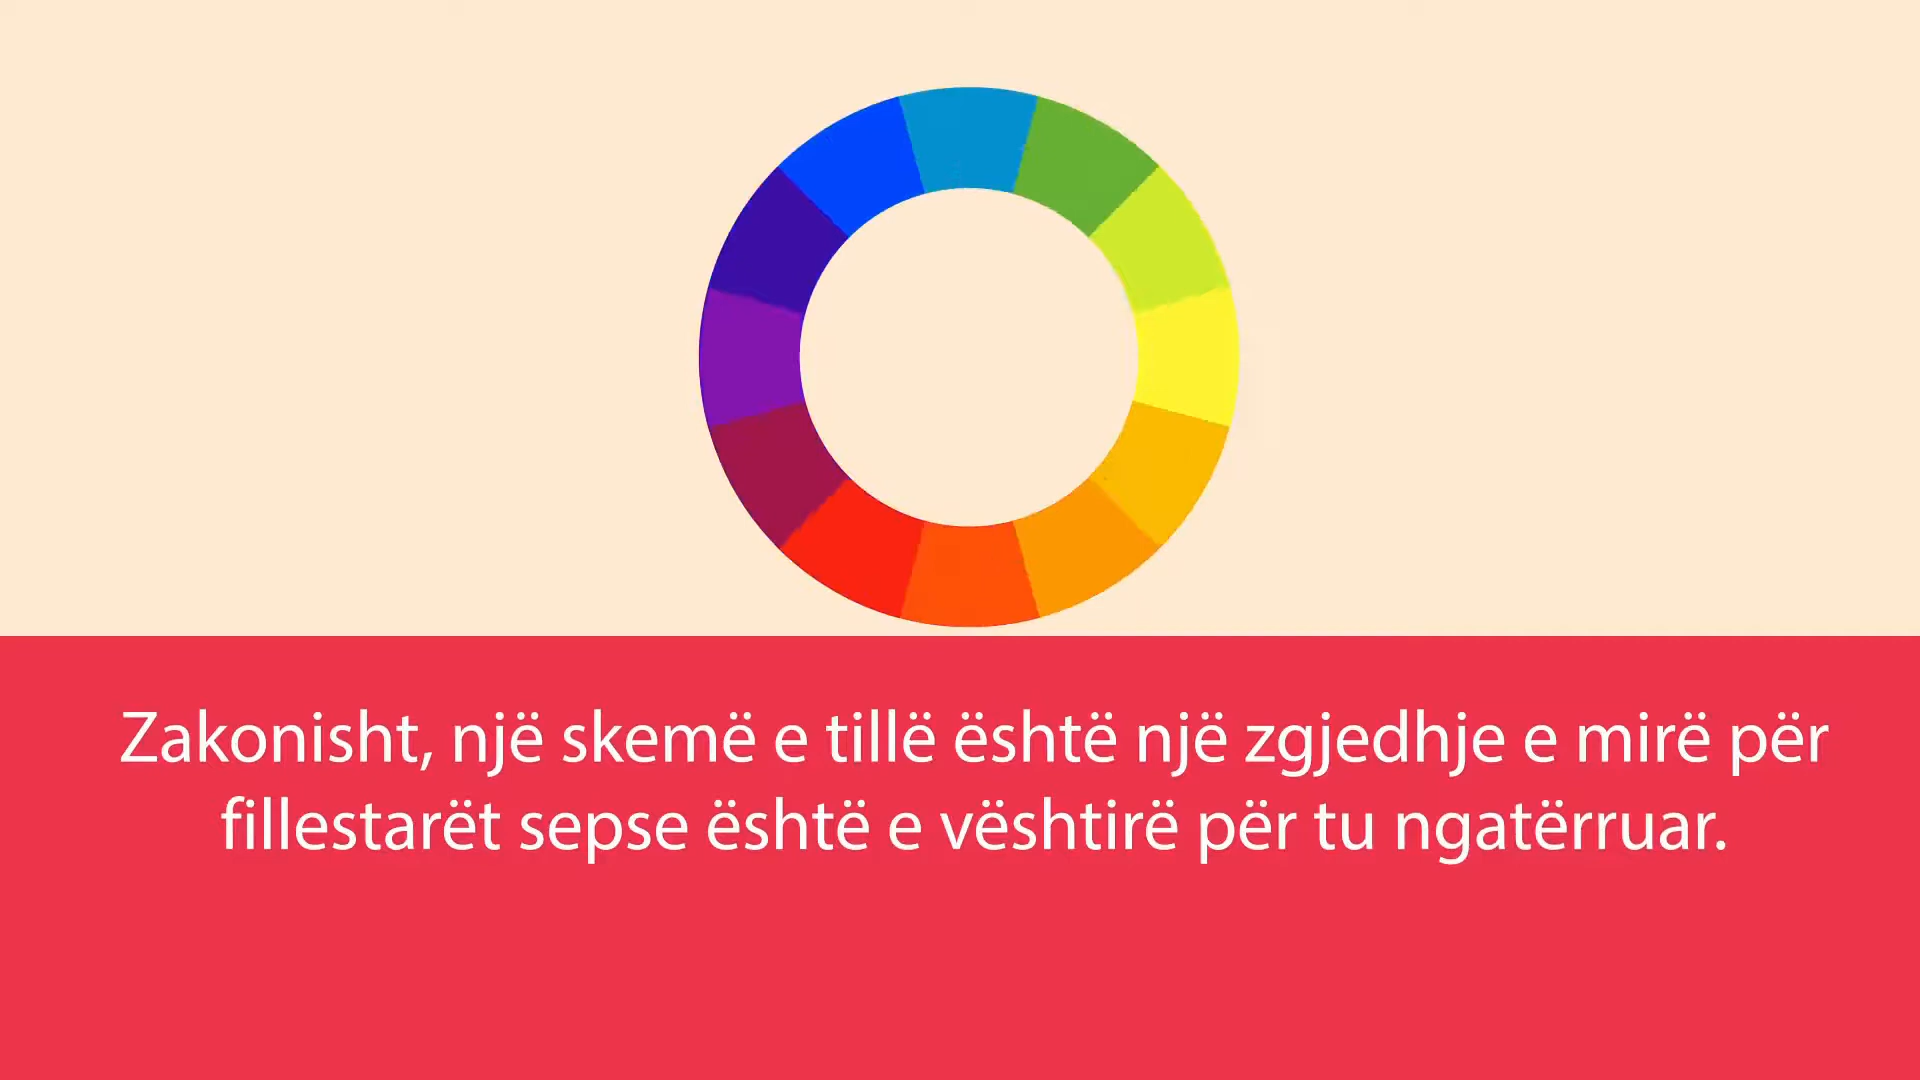 Zakonisht, një skemë e tillë është një zgjedhje e mirë për
fillestarët sepse është e vështirë për tu ngatërruar.